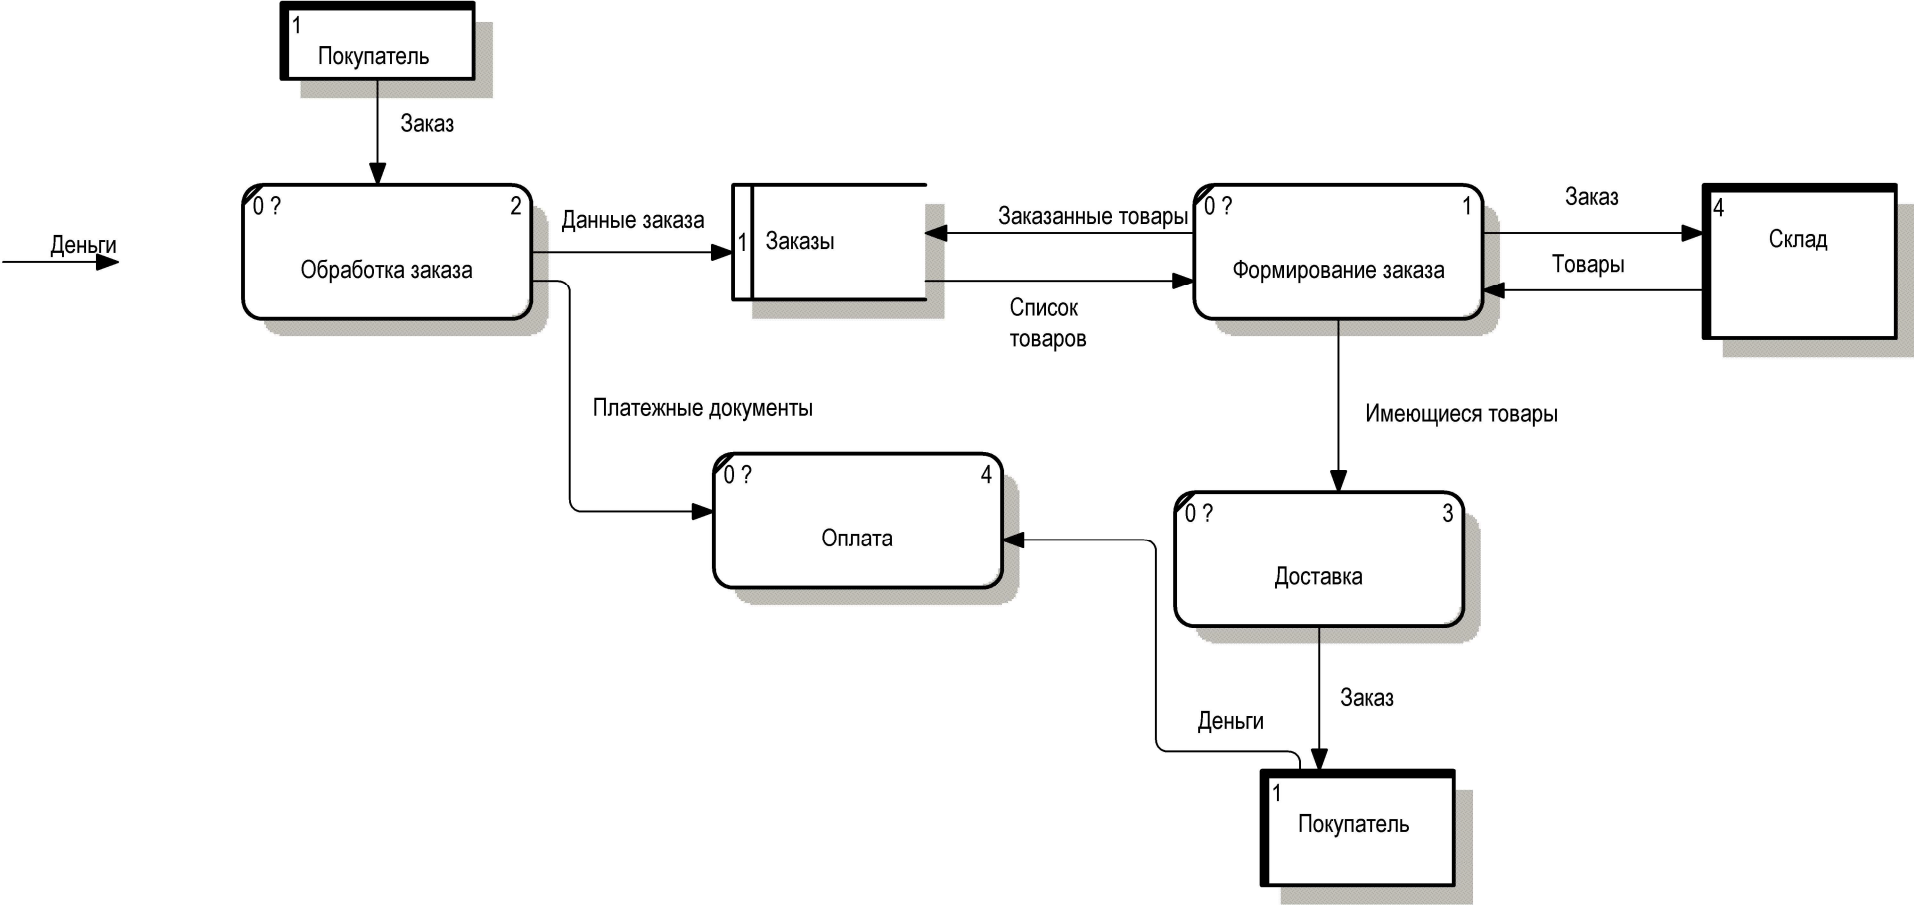 1
Покупатель
Заказ
0 ?
2
Обработка заказа
Деньги
Данные заказа
1
Заказы
Заказанные товары
Список
товаров
0 ?
1
Формирование заказа
Заказ
Товары
4
Склад
Платежные документы
Имеющиеся товары
0 ?
4
Оплата
0 ?
3
Доставка
Заказ
Деньги
1
Покупатель